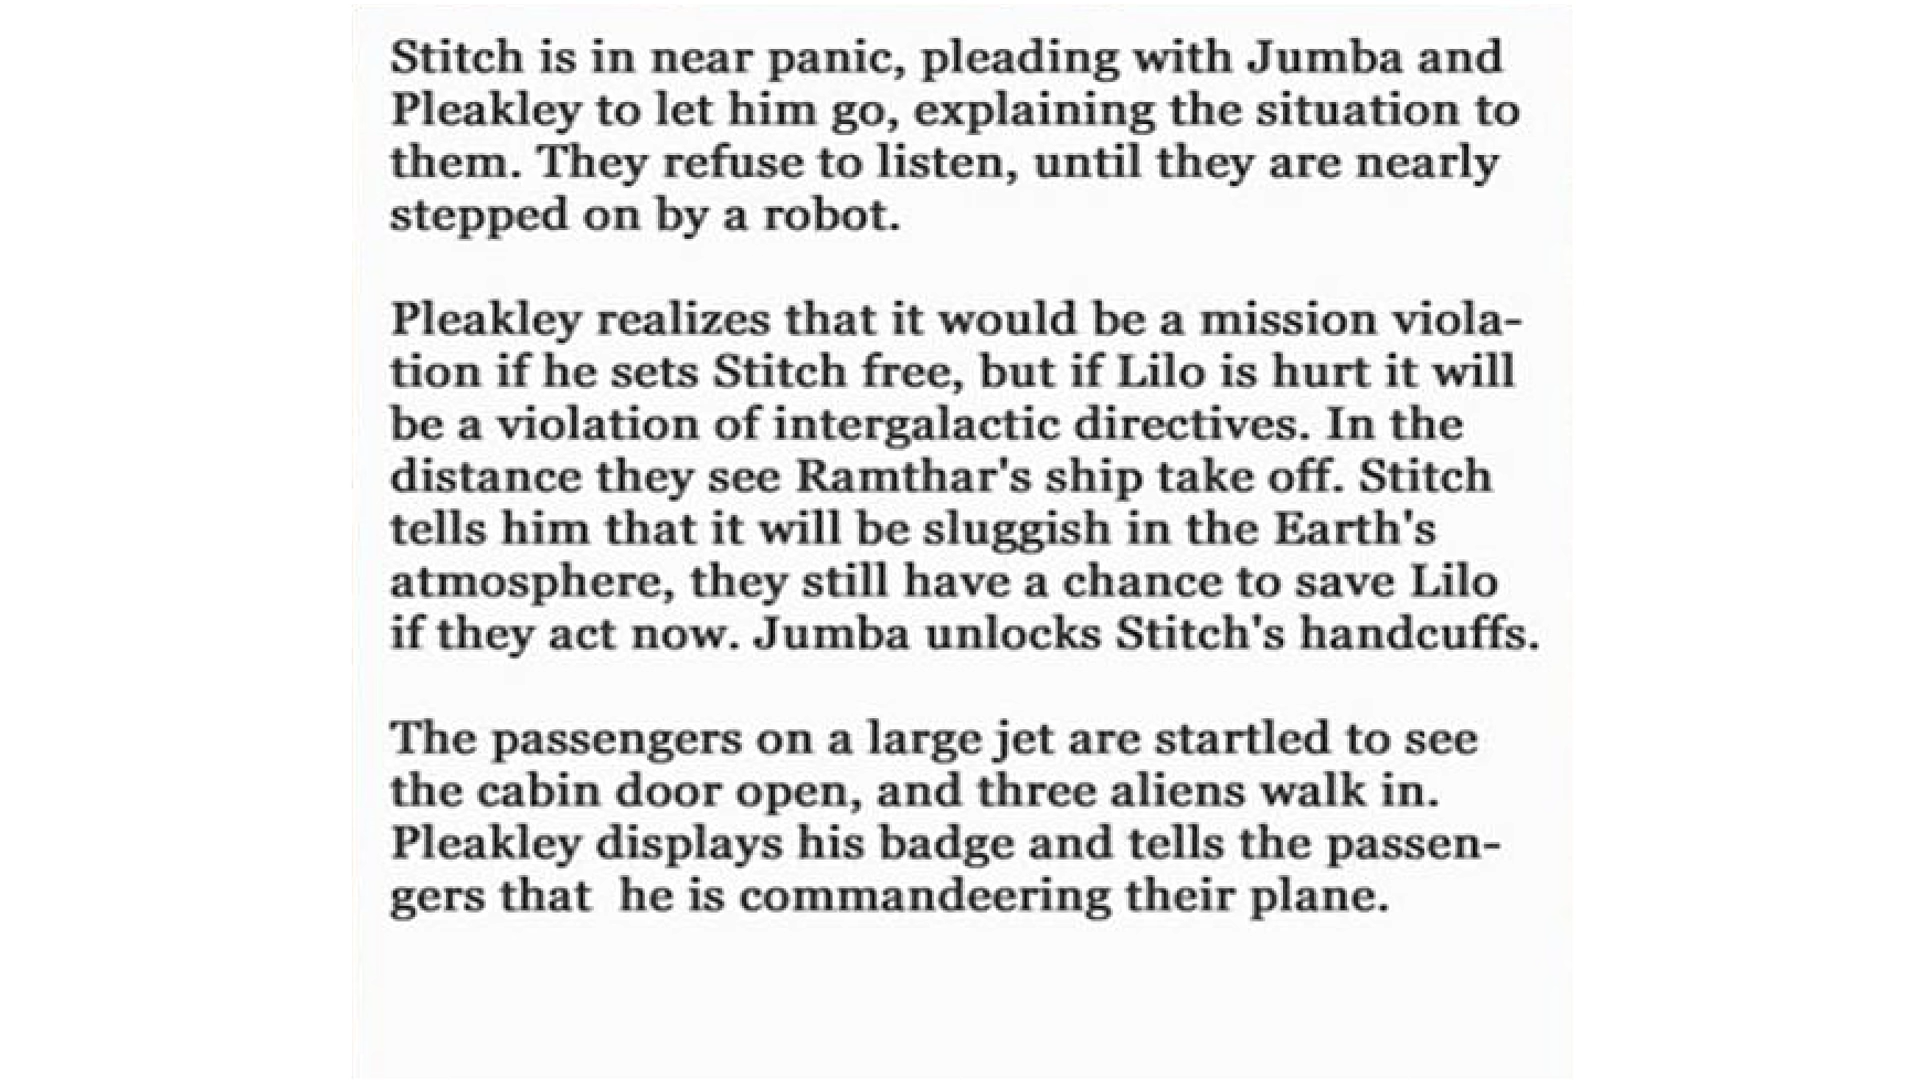 Stitch is in near panic, pleading with Jumba and
Pleakley to let him go, explaining the situation to
them. They refuse to listen, until they are nearly
stepped on by a robot.
Pleakley realizes that it would be a mission viola-
tion if he sets Stitch free, but if Lilo is hurt it will
be a violation of intergalactic directives. In the
distance they see Ramthar's ship take off. Stitch
tells him that it will be sluggish in the Earth's
atmosphere, they still have a chance to save Lilo
if they act now. Jumba unlocks Stitch's handcuffs.
The passengers on a large jet are startled to see
the cabin door open, and three aliens walk in.
Pleakley displays his badge and tells the passen-
gers that  he is commandeering their plane.